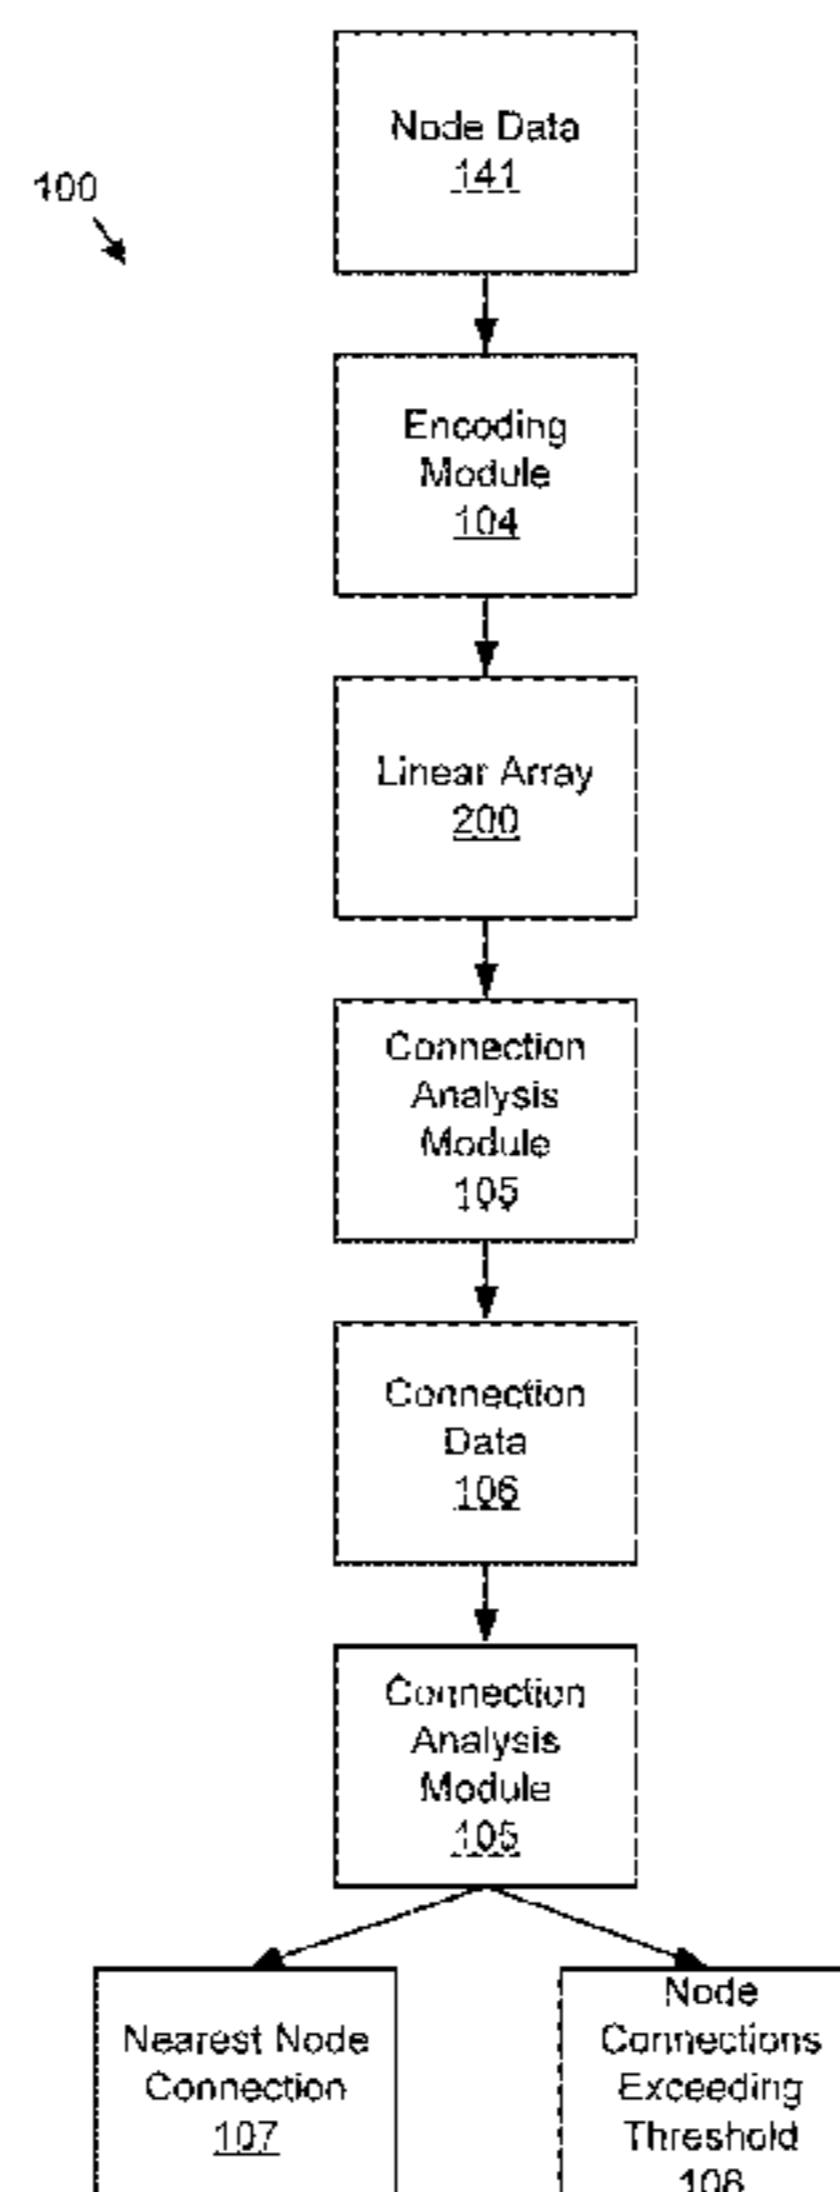 Node Data
141
100
Encoding
Module
104
Linear Array
200
Connection
Analysis
Module
105
Connection
Data
106
Connection
Analysis
Module
105
Nearest Node
Connection
107
Node
Connections
Exceeding
Threshold